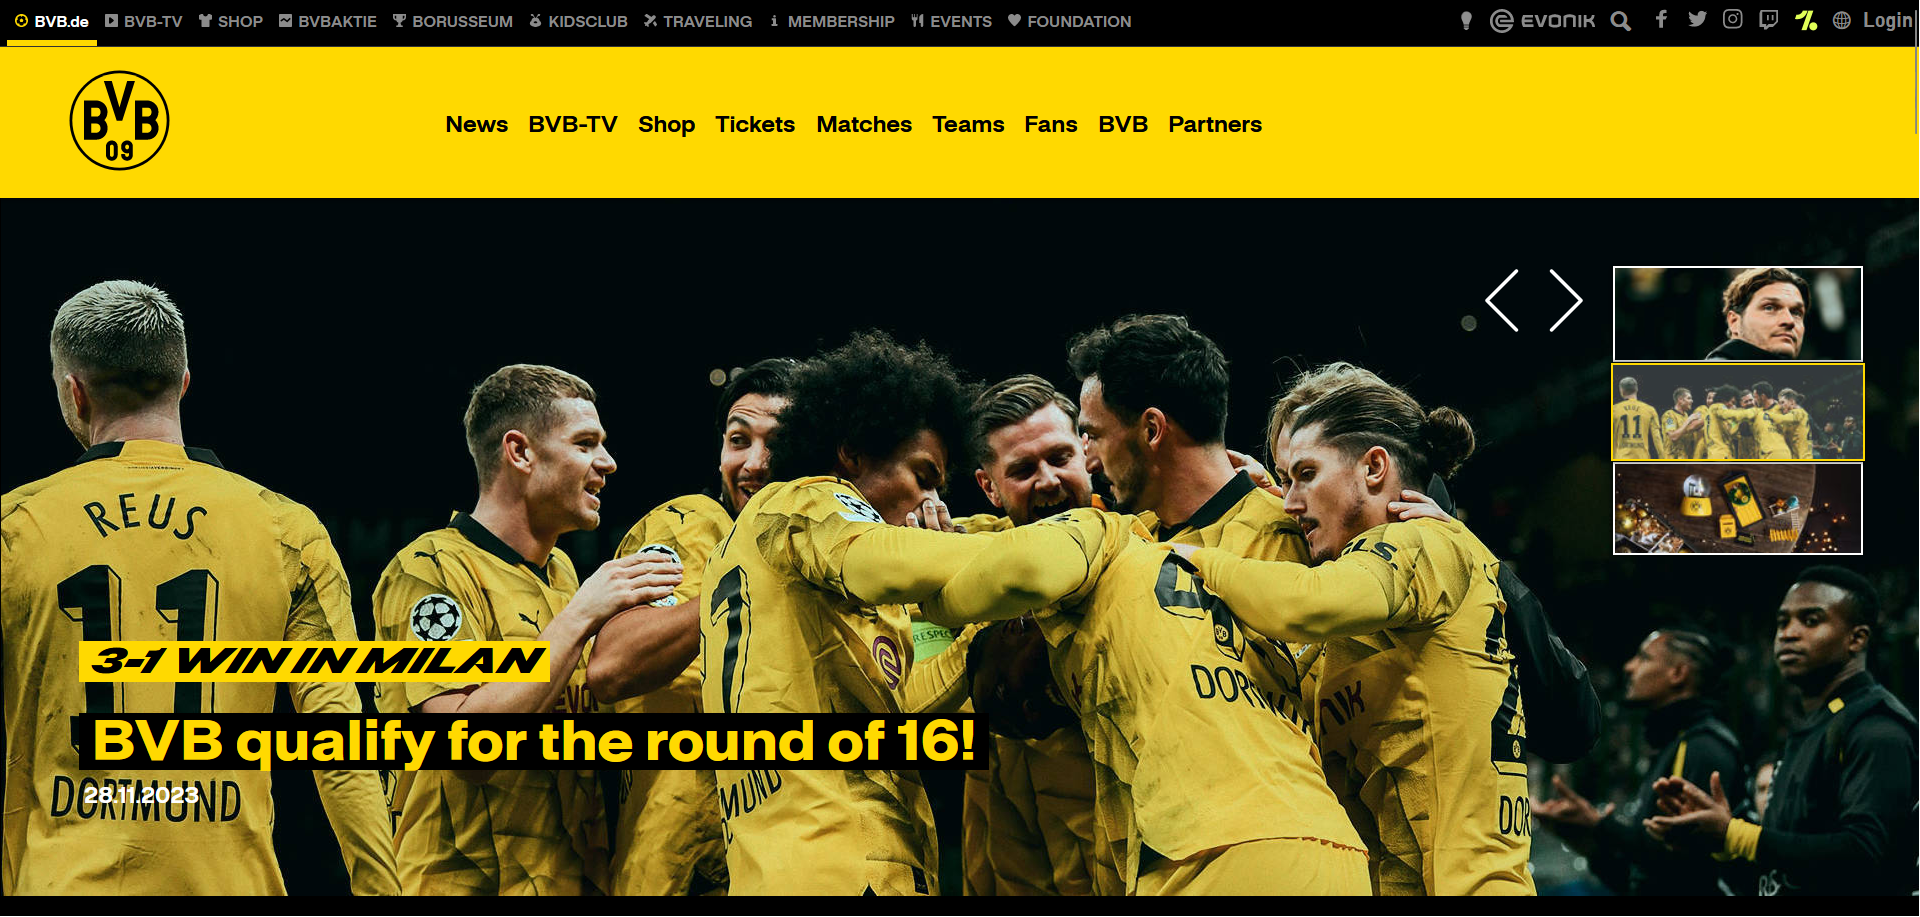 BVB.de BVB-TV SHOP BVBAKTIE BORUSSEUM KIDSCLUB TRAVELING MEMBERSHIP EVENTS FOUNDATION EVONIK Login
BVB
09
News BVB-TV Shop Tickets Matches Teams Fans BVB Partners
REUS
11
DORTMUND
RESPEC
3-1 WIN IN MILAN
BVB qualify for the round of 16!
28.11.2023